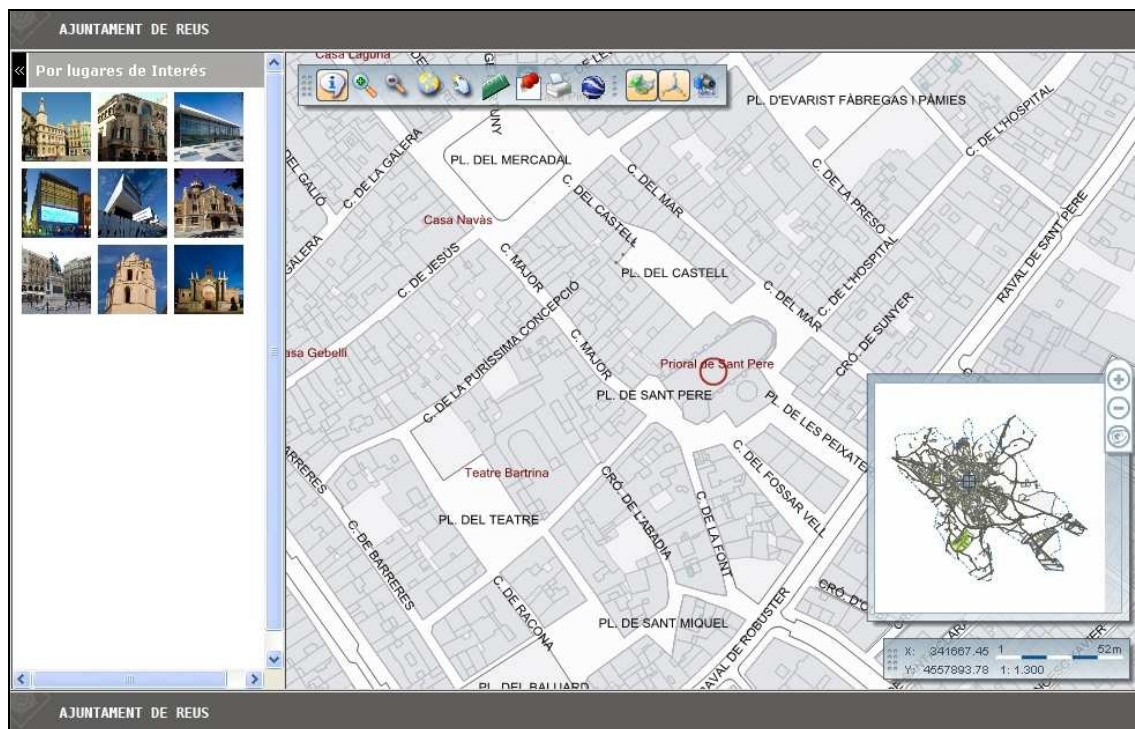 AJUNTAMENT DE REUS
« Por lugares de Interés
Casa Laguna
PL. D'EVARIST FÀBREGAS I PÀMIES
C. DE L'HOSPITAL
PL. DEL MERCADAL
C. DE LA GALERA
DEL GALIÓ
GALERA
C. DEL MAR
C. DE LA PRESÓ
RAVAL DE SANT PERE
Casa Navàs
C. DEL CASTELL
C. DE L'HOSPITAL
C. DE JESÚS
C. MAJOR
PL. DEL CASTELL
C. DEL MAR
CRÓ. DE SUNYER
C. DE LA PURÍSSIMA CONCEPCIÓ
C. MAJOR
asa Gebelli
Prioral de Sant Pere
PL. DE SANT PERE
PL. DE LES PEIXATE
ARRERES
Teatre Bartrina
CRÓ. DE L'ABADIA
C. DEL FOSSAR VELL
C. DE LA FONT
PL. DEL TEATRE
C. DE BARRERES
C. DE RACONA
PL. DE SANT MIQUEL
RAVAL DE ROBUSTER
CRÓ. D'O
PL. DEL BALUARD
X: 341667.45 1 52m
Y: 4557893.78 1: 1.300
AJUNTAMENT DE REUS